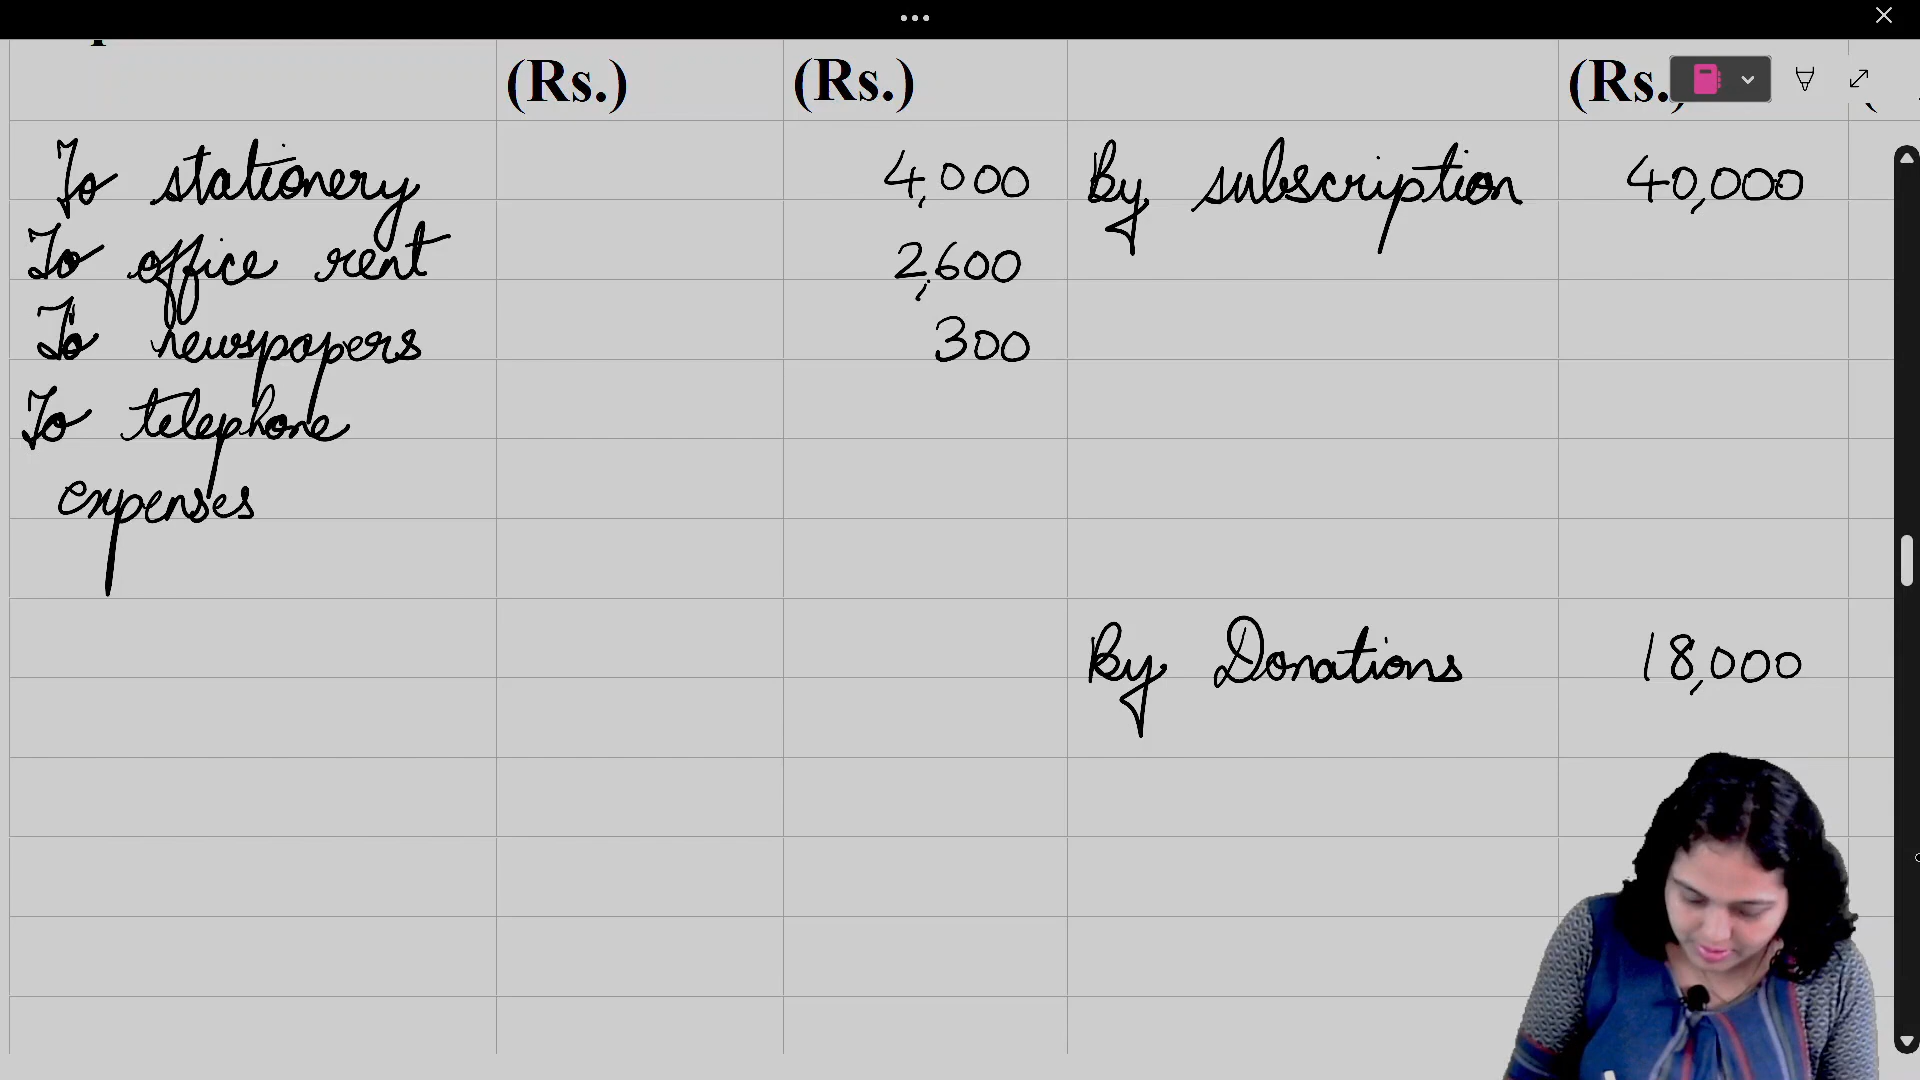 (Rs.) (Rs.) (Rs.)
To stationery 4,000 By subscription 40,000
To office rent 2,600
To newspapers 300
To telephone
expenses
By Donations 18,000